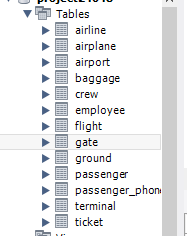 Tables
airline
airplane
airport
baggage
crew
employee
flight
gate
ground
passenger
passenger_phon
terminal
ticket